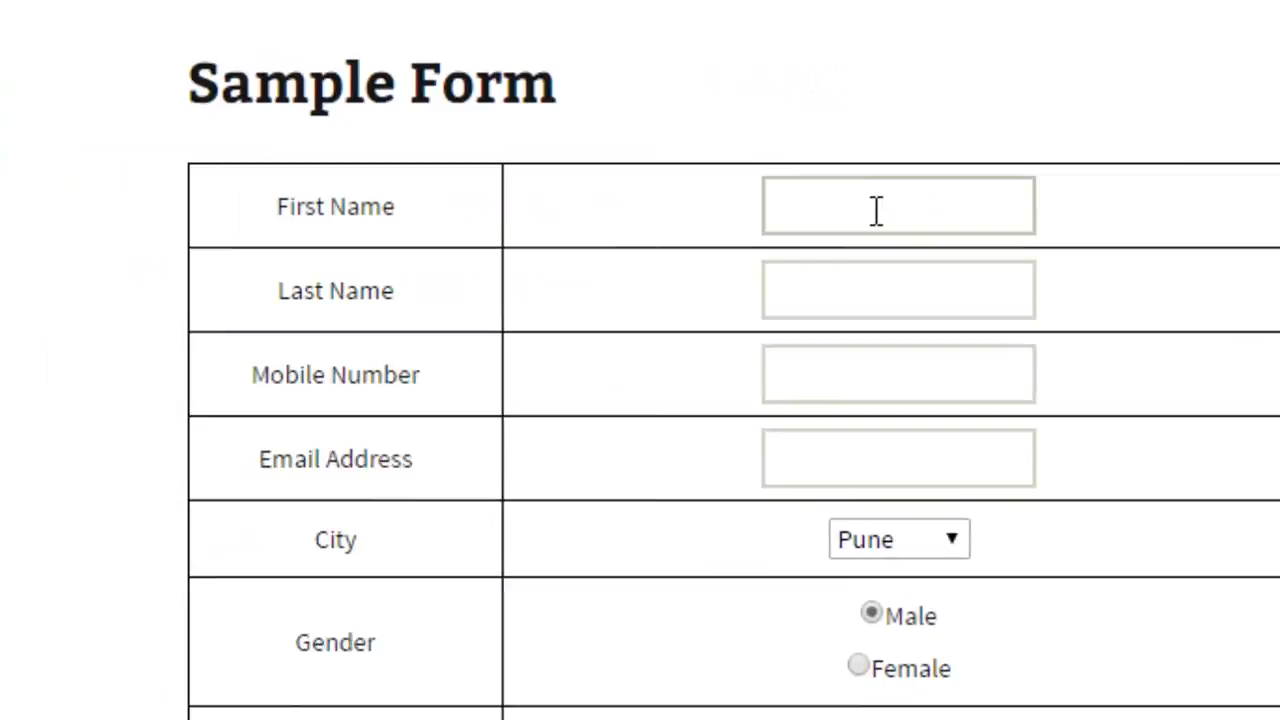 Sample Form
First Name
Last Name
Mobile Number
Email Address
City
Pune
Gender
Male
Female